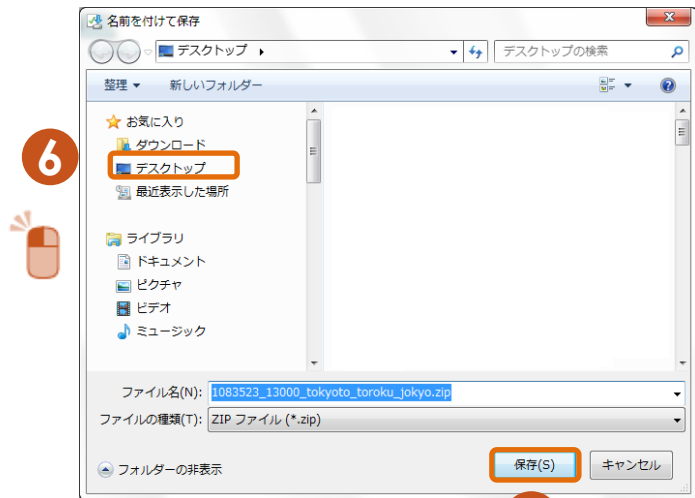 名前を付けて保存
デスクトップ
デスクトップの検索
整理
新しいフォルダー
お気に入り
ダウンロード
6
デスクトップ
最近表示した場所
ライブラリ
ドキュメント
ピクチャ
ビデオ
ミュージック
ファイル名(N): 1083523_13000_tokyoto_toroku_jokyo.zip
ファイルの種類(T): ZIP ファイル (*.zip)
フォルダーの非表示
保存(S)
キャンセル